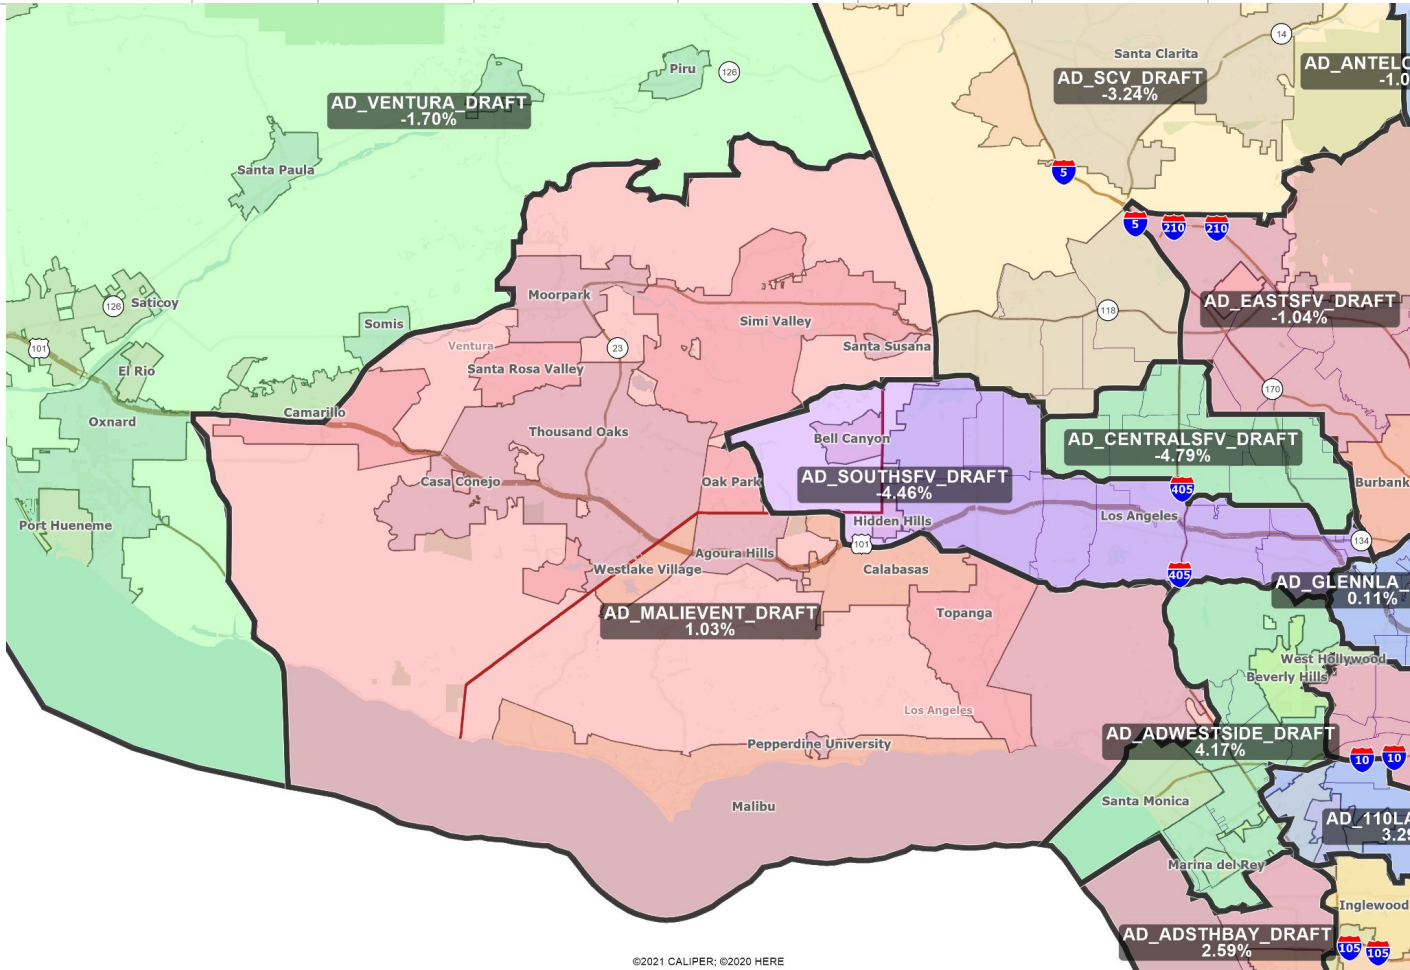 Santa Clarita
14
AD_SCV_DRAFT
-3.24%
AD_ANTELO
-1.0
Piru
126
AD_VENTURA_DRAFT
-1.70%
Santa Paula
5
5
210
210
126
Saticoy
Moorpark
AD_EASTSFV_DRAFT
-1.04%
118
Somis
Simi Valley
101
Ventura
23
Santa Susana
El Rio
Santa Rosa Valley
170
Camarillo
Oxnard
Thousand Oaks
Bell Canyon
AD_CENTRALSFV_DRAFT
-4.79%
Casa Conejo
Oak Park
AD_SOUTHSFV_DRAFT
-4.46%
405
Burbank
Port Hueneme
Hidden Hills
Los Angeles
101
134
Agoura Hills
Westlake Village
Calabasas
405
AD_GLENNLA_
0.11%
AD_MALIEVENT_DRAFT
1.03%
Topanga
West Hollywood
Beverly Hills
Los Angeles
Pepperdine University
AD_ADWESTSIDE_DRAFT
4.17%
10
10
Malibu
Santa Monica
AD_110LA
3.29
Marina del Rey
Inglewood
AD_ADSTHBAY_DRAFT
2.59%
105
105
©2021 CALIPER; ©2020 HERE